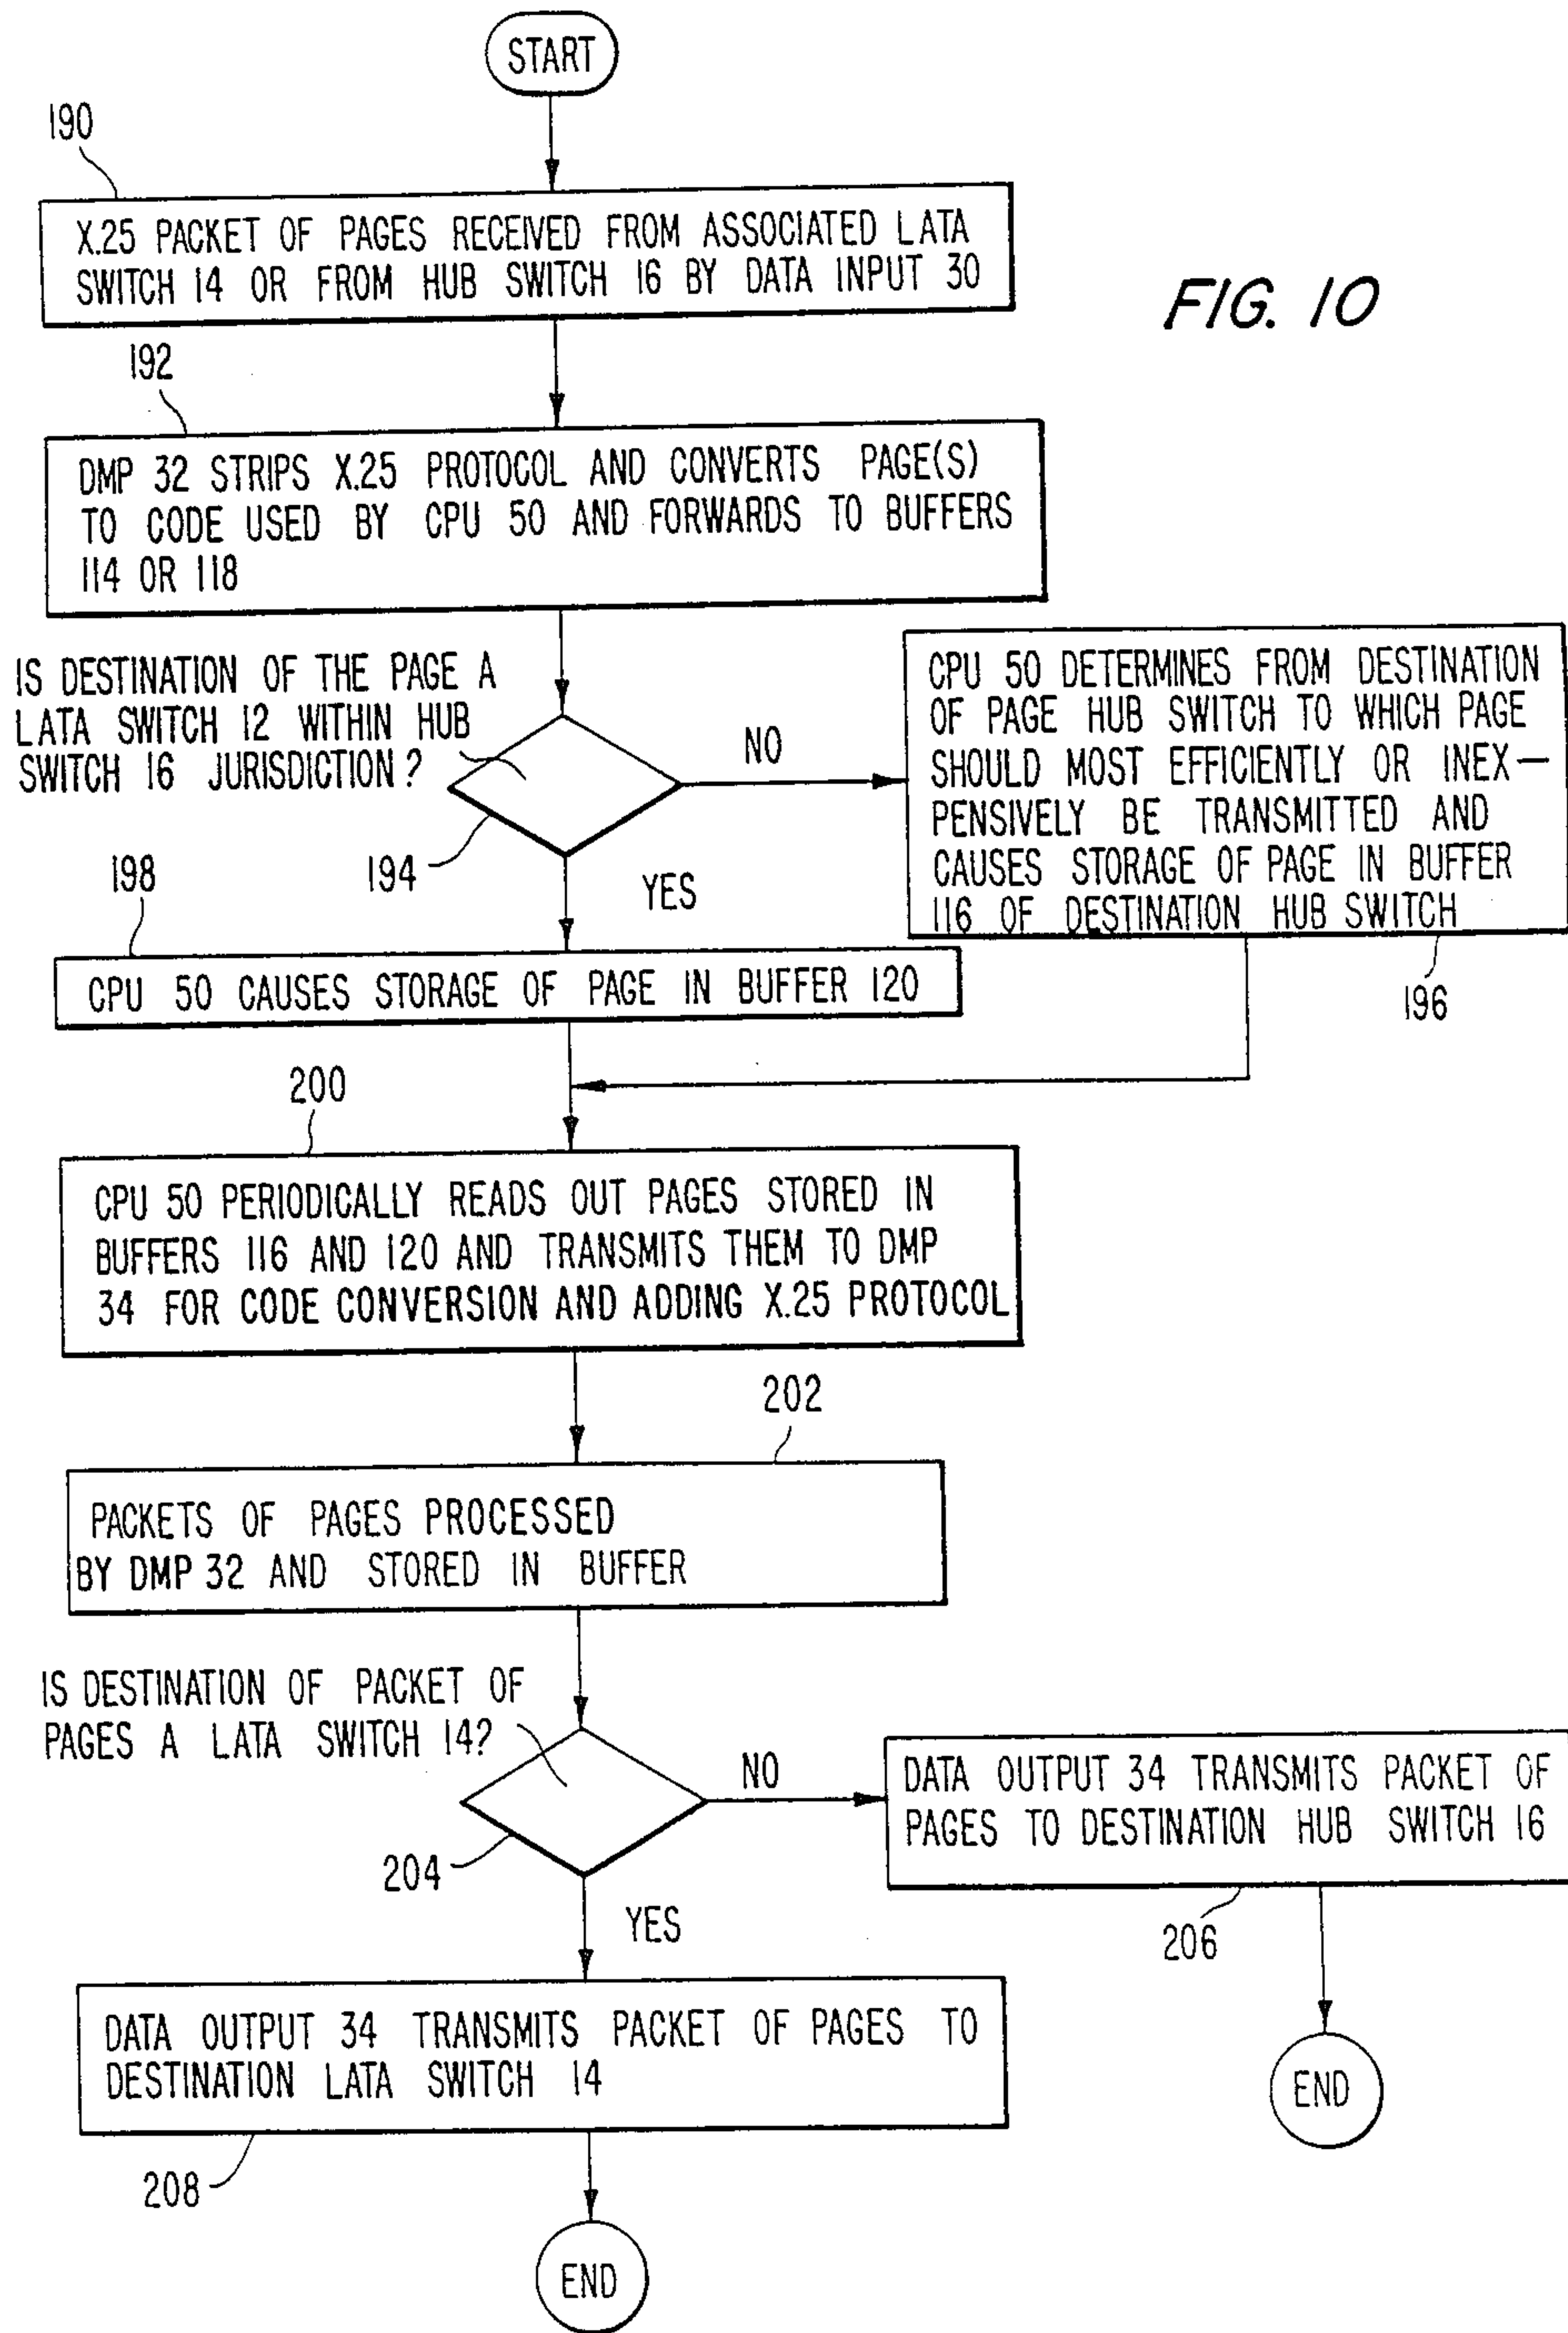 START
190
X.25 PACKET OF PAGES RECEIVED FROM ASSOCIATED LATA
SWITCH 14 OR FROM HUB SWITCH 16 BY DATA INPUT 30
FIG. 10
192
DMP 32 STRIPS X.25 PROTOCOL AND CONVERTS PAGE(S)
TO CODE USED BY CPU 50 AND FORWARDS TO BUFFERS
114 OR 118
IS DESTINATION OF THE PAGE A
LATA SWITCH 12 WITHIN HUB
SWITCH 16 JURISDICTION?
194
NO
YES
CPU 50 DETERMINES FROM DESTINATION
OF PAGE HUB SWITCH TO WHICH PAGE
SHOULD MOST EFFICIENTLY OR INEX-
PENSIVELY BE TRANSMITTED AND
CAUSES STORAGE OF PAGE IN BUFFER
116 OF DESTINATION HUB SWITCH
196
198
CPU 50 CAUSES STORAGE OF PAGE IN BUFFER 120
200
CPU 50 PERIODICALLY READS OUT PAGES STORED IN
BUFFERS 116 AND 120 AND TRANSMITS THEM TO DMP
34 FOR CODE CONVERSION AND ADDING X.25 PROTOCOL
202
PACKETS OF PAGES PROCESSED
BY DMP 32 AND STORED IN BUFFER
IS DESTINATION OF PACKET OF
PAGES A LATA SWITCH 14?
204
NO
YES
DATA OUTPUT 34 TRANSMITS PACKET OF
PAGES TO DESTINATION HUB SWITCH 16
206
END
DATA OUTPUT 34 TRANSMITS PACKET OF PAGES TO
DESTINATION LATA SWITCH 14
208
END